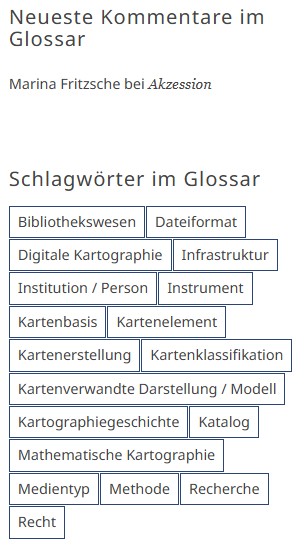 Neueste Kommentare im
Glossar
Marina Fritzsche bei Akzession
Schlagwörter im Glossar
Bibliothekswesen Dateiformat
Digitale Kartographie Infrastruktur
Institution / Person Instrument
Kartenbasis Kartenelement
Kartenerstellung Kartenklassifikation
Kartenverwandte Darstellung / Modell
Kartographiegeschichte Katalog
Mathematische Kartographie
Medientyp Methode Recherche
Recht